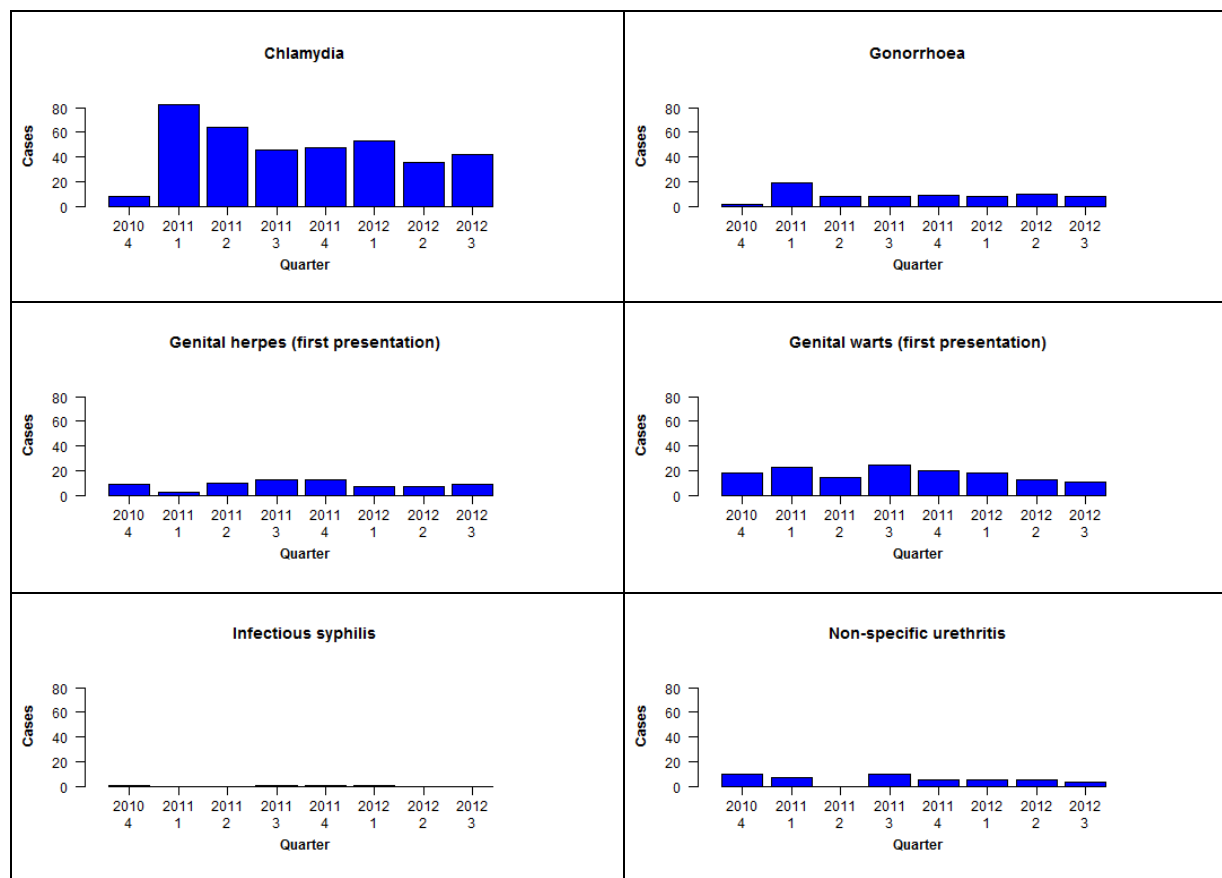 Chlamydia
Cases
80
60
40
20
0
2010 2011 2011 2011 2011 2012 2012 2012
4 1 2 3 4 1 2 3
Quarter
Gonorrhoea
Cases
80
60
40
20
0
2010 2011 2011 2011 2011 2012 2012 2012
4 1 2 3 4 1 2 3
Quarter
Genital herpes (first presentation)
Cases
80
60
40
20
0
2010 2011 2011 2011 2011 2012 2012 2012
4 1 2 3 4 1 2 3
Quarter
Genital warts (first presentation)
Cases
80
60
40
20
0
2010 2011 2011 2011 2011 2012 2012 2012
4 1 2 3 4 1 2 3
Quarter
Infectious syphilis
Cases
80
60
40
20
0
2010 2011 2011 2011 2011 2012 2012 2012
4 1 2 3 4 1 2 3
Quarter
Non-specific urethritis
Cases
80
60
40
20
0
2010 2011 2011 2011 2011 2012 2012 2012
4 1 2 3 4 1 2 3
Quarter